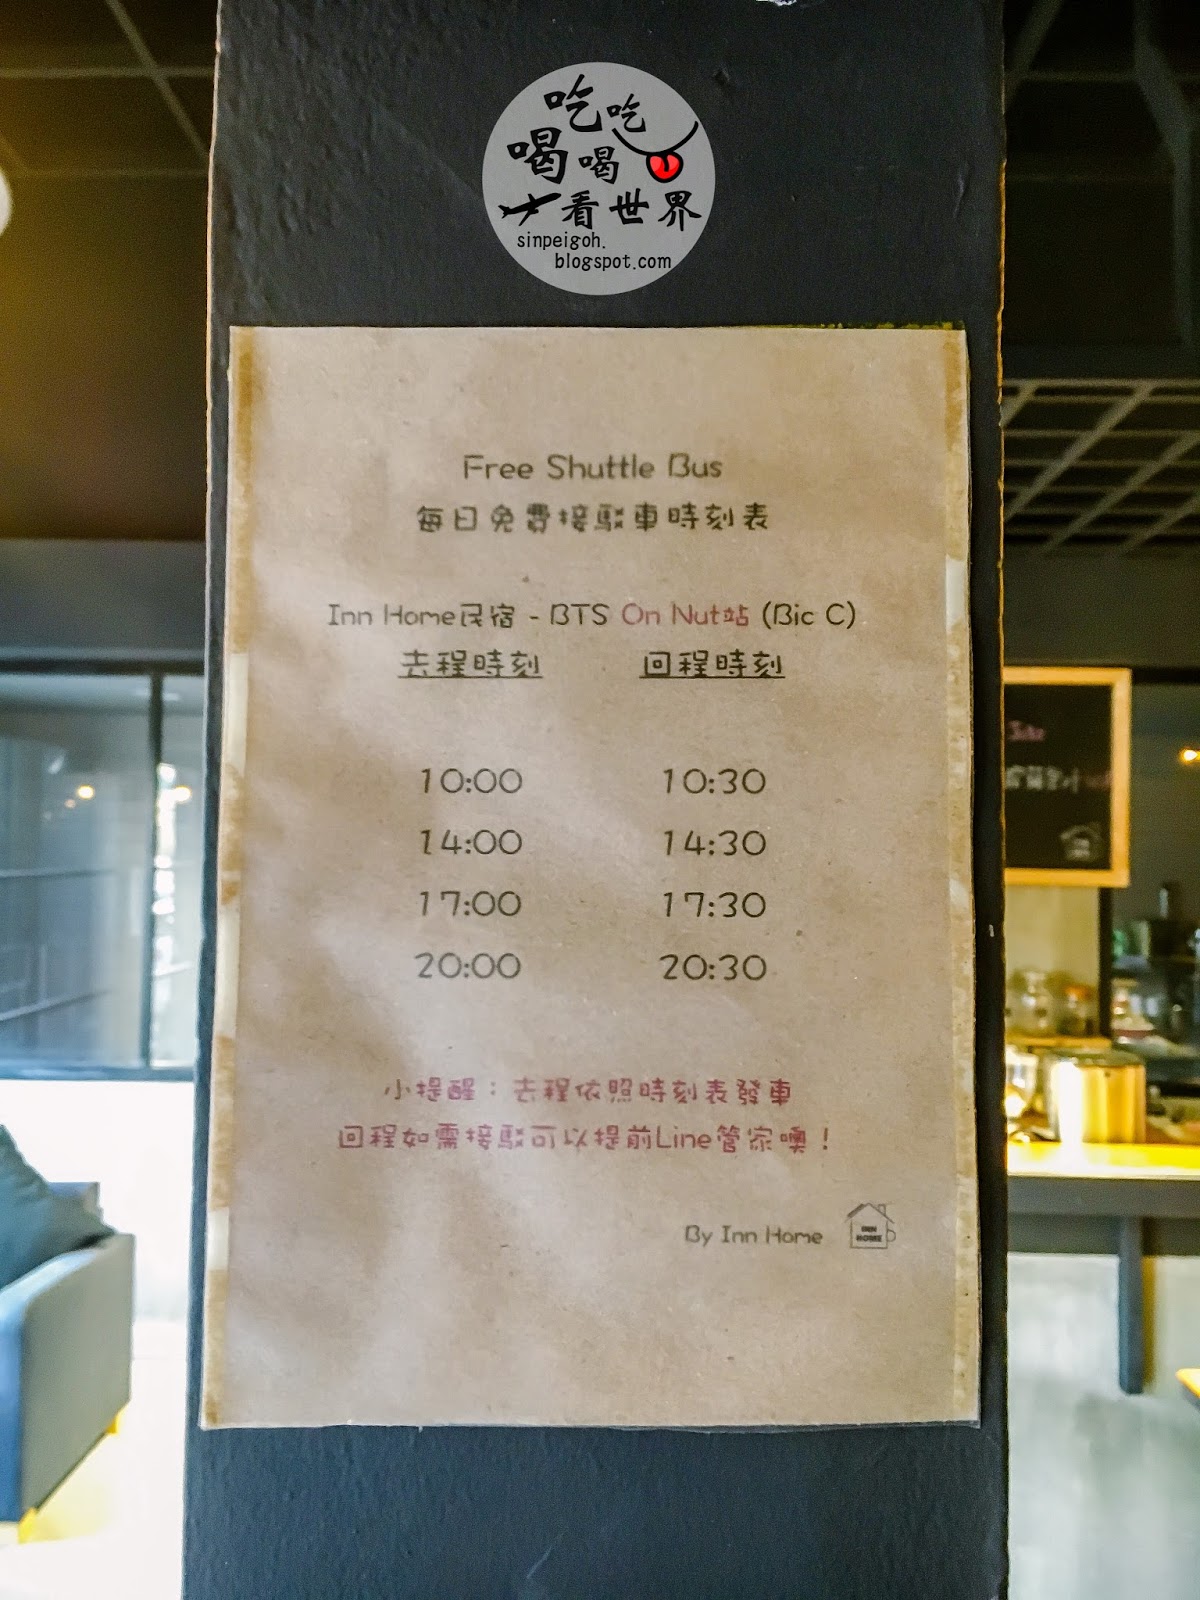 吃吃
喝喝
看世界
sinpeigoh.
blogspot.com
Free Shuttle Bus
每日免費接駁車時刻表
Inn Home民宿 - BTS On Nut站 (Bic C)
去程時刻 回程時刻
10:00 10:30
14:00 14:30
17:00 17:30
20:00 20:30
小提醒：去程依照時刻表發車
回程如需接駁可以提前Line管家噢！
By Inn Home
INN
HOME